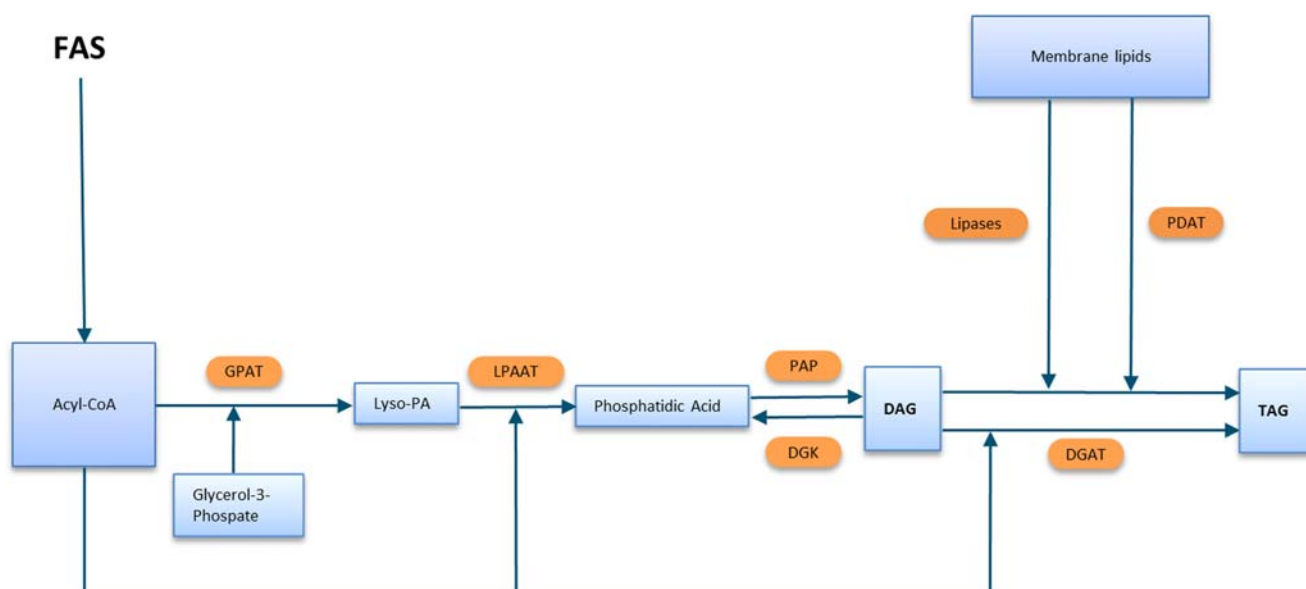 FAS
Membrane lipids
Lipases
PDAT
GPAT
LPAAT
PAP
Acyl-CoA
Lyso-PA
Phosphatidic Acid
DAG
TAG
DGK
DGAT
Glycerol-3-
Phospate